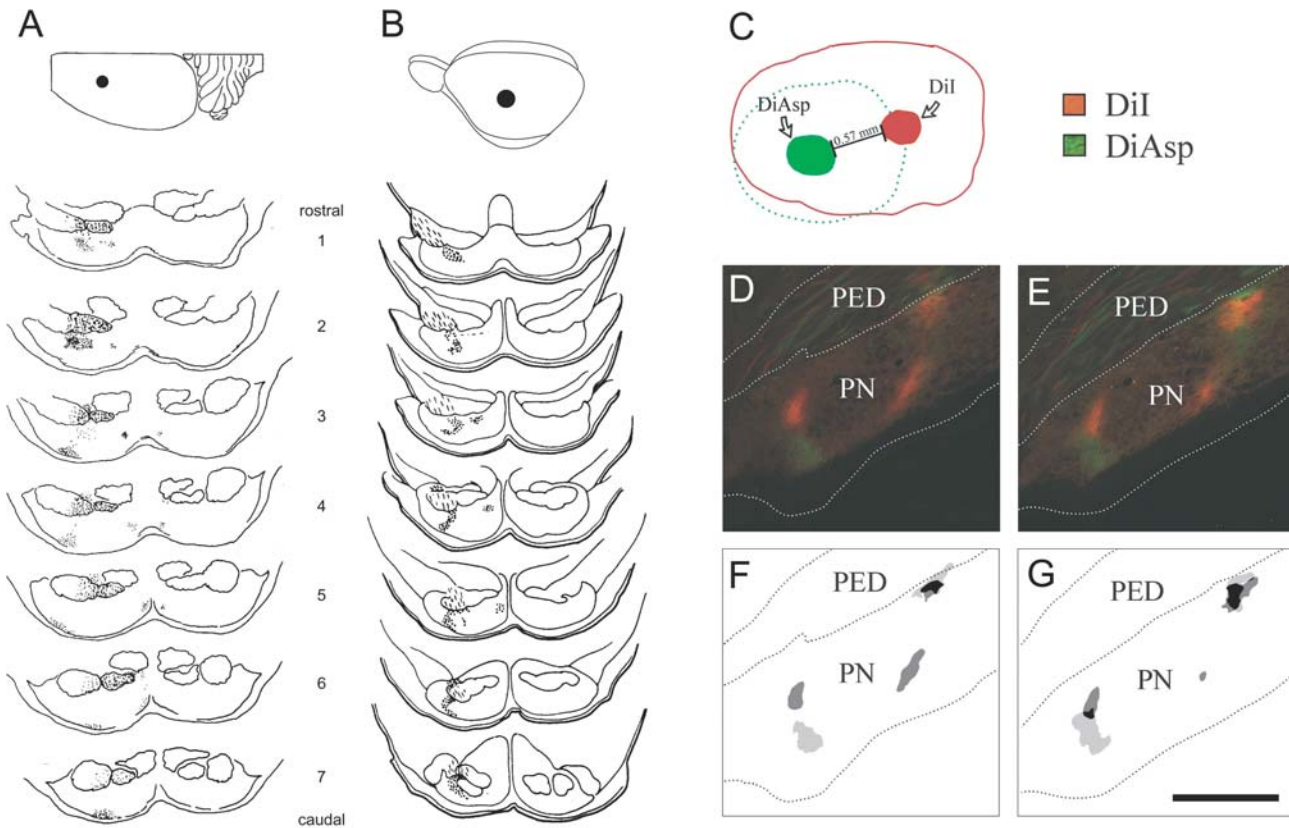 A
B
rostral
1
2
3
4
5
6
7
caudal
C
DiAsp
DiI
0.57 mm
DiI
DiAsp
D
PED
PN
E
PED
PN
F
PED
PN
G
PED
PN